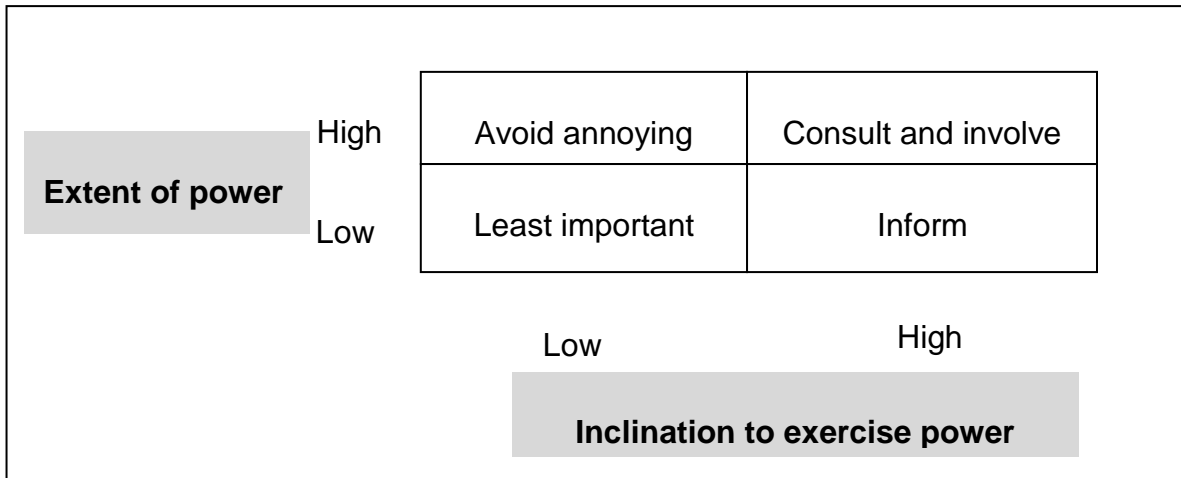 High
Avoid annoying
Consult and involve
Extent of power
Low
Least important
Inform
Low
High
Inclination to exercise power